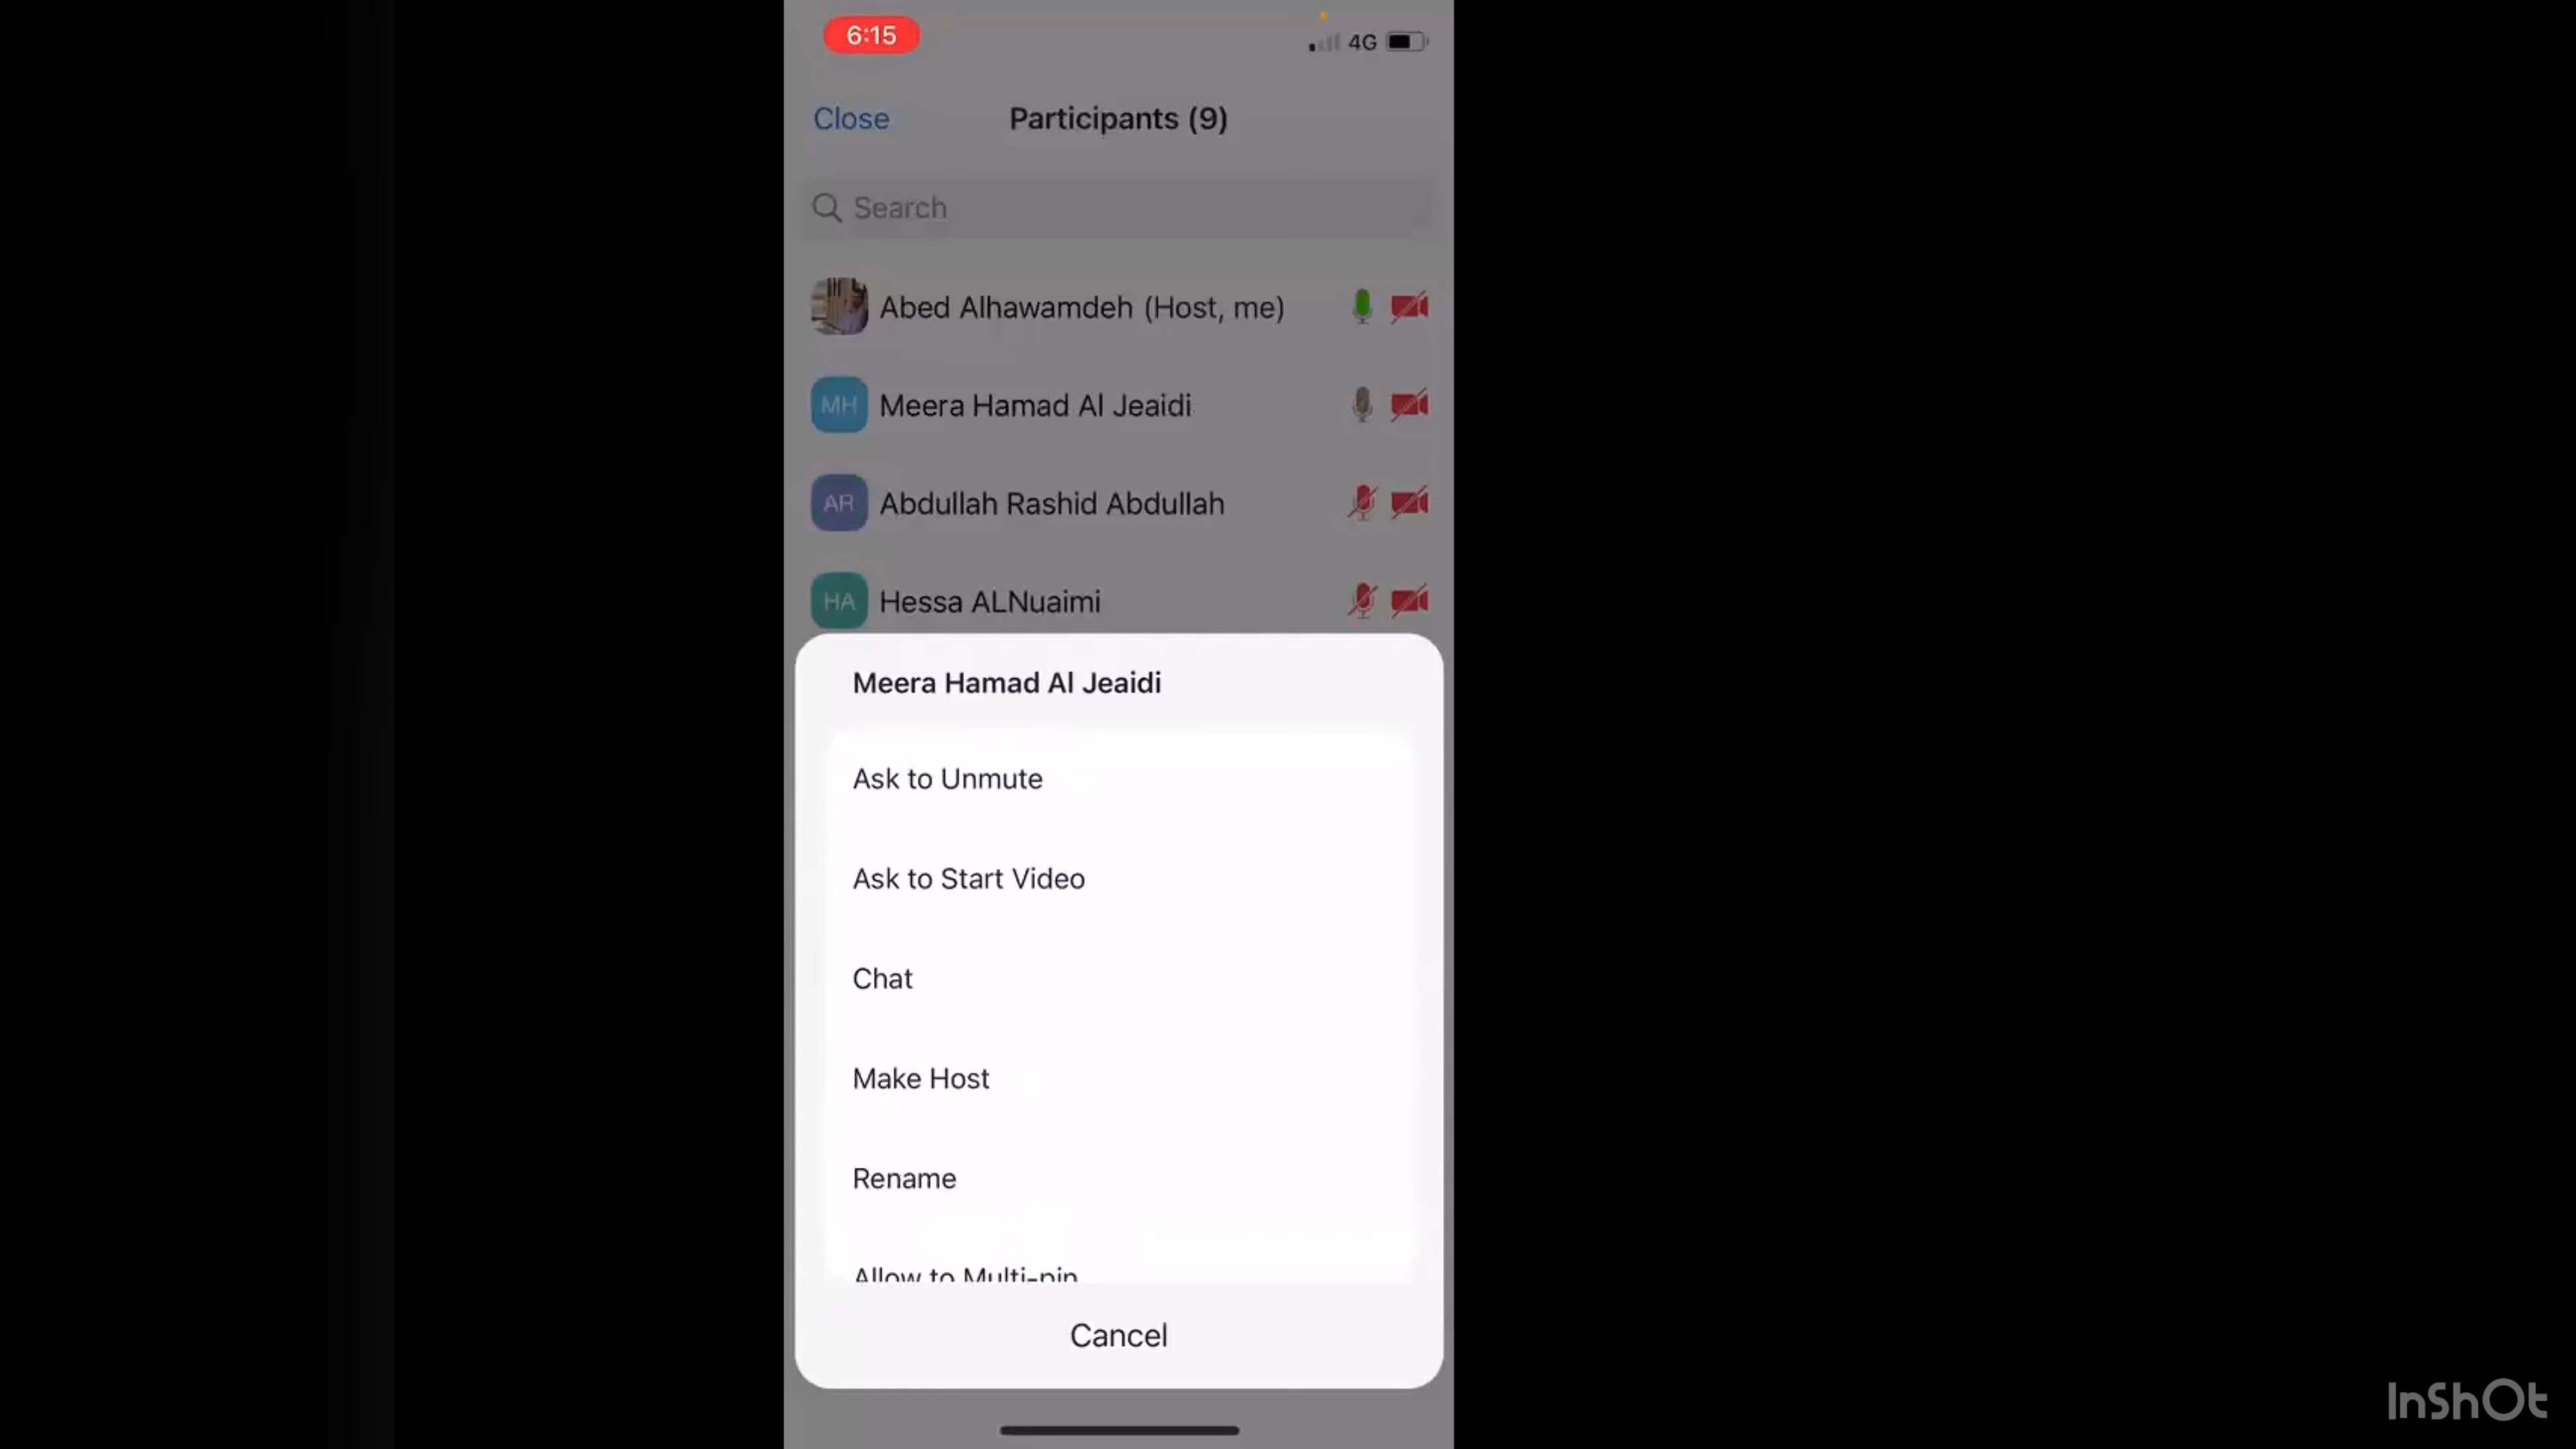 6:15
4G
Close
Participants (9)
Search
Abed Alhawamdeh (Host, me)
MH
Meera Hamad Al Jeaidi
AR
Abdullah Rashid Abdullah
HA
Hessa ALNuaimi
Meera Hamad Al Jeaidi
Ask to Unmute
Ask to Start Video
Chat
Make Host
Rename
Allow to Multi-pin
Cancel
InShOt